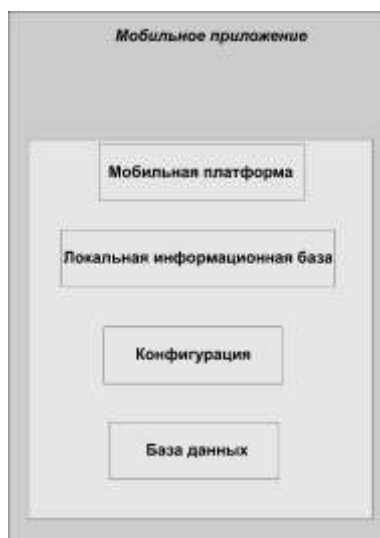 Мобильное приложение
Мобильная платформа
Локальная информационная база
Конфигурация
База данных